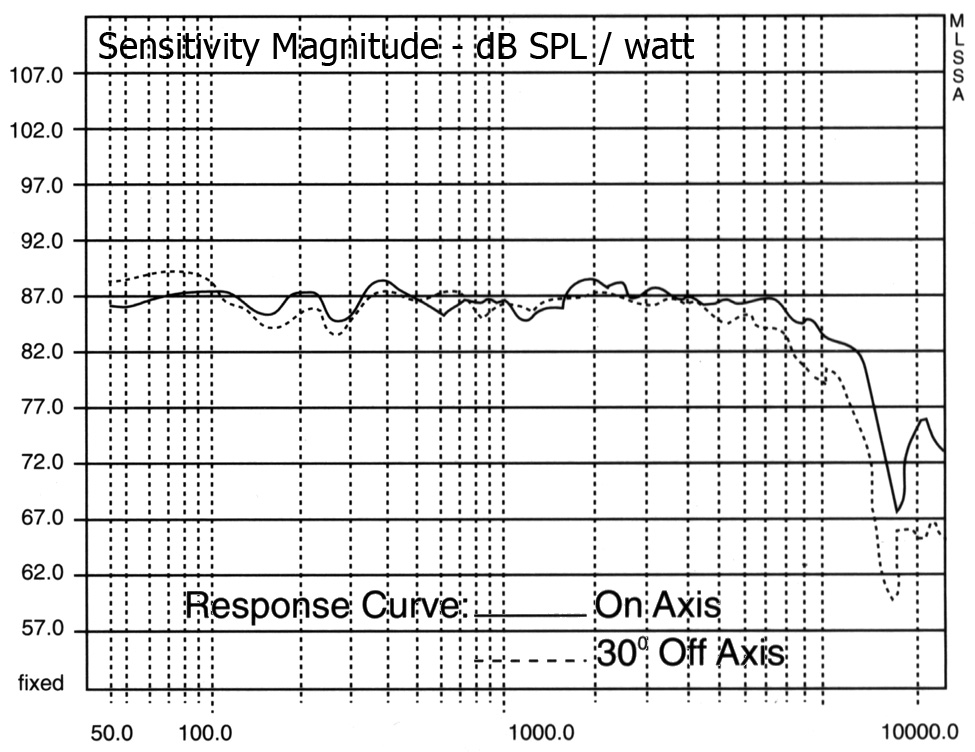 Sensitivity Magnitude - dB SPL / watt
MLSSA
107.0
102.0
97.0
92.0
87.0
82.0
77.0
72.0
67.0
62.0
57.0
fixed
Response Curve: On Axis
30⁰ Off Axis
50.0 100.0 1000.0 10000.0